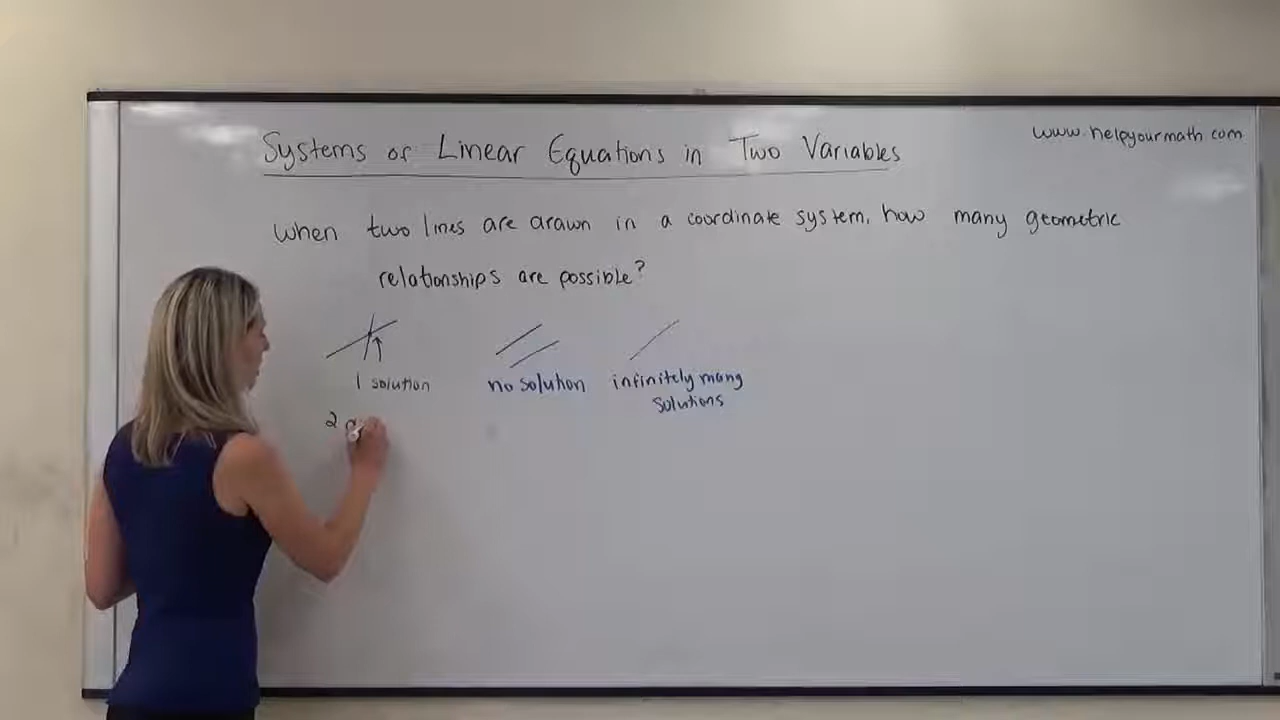 www.helpyourmath.com
Systems of Linear Equations in Two Variables
When two lines are drawn in a coordinate system, how many geometric
relationships are possible?
1 solution
no solution
infinitely many
solutions
2